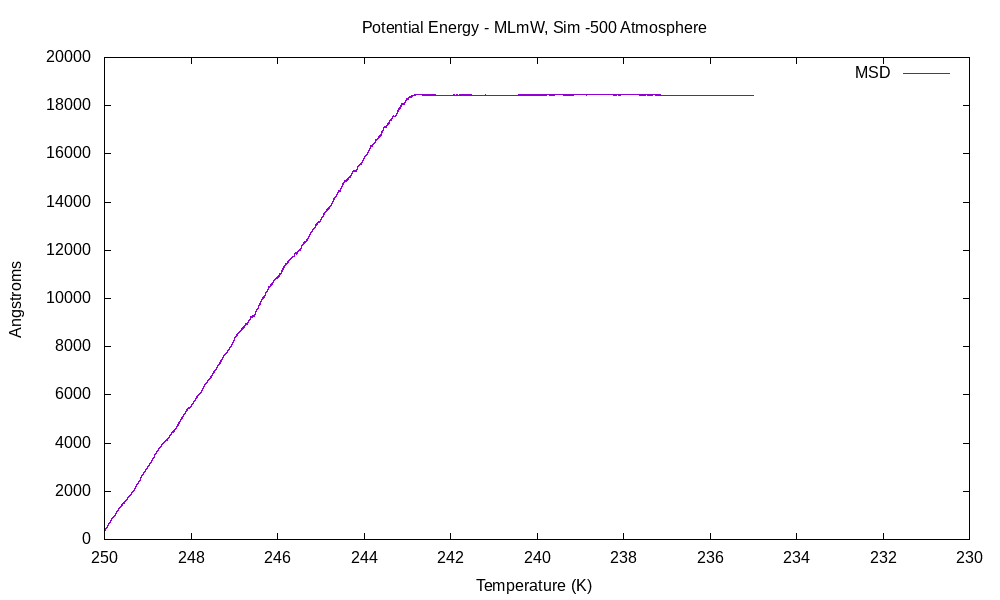 Potential Energy - MLmW, Sim -500 Atmosphere
MSD
20000
18000
16000
14000
12000
10000
8000
6000
4000
2000
0
Angstroms
250 248 246 244 242 240 238 236 234 232 230
Temperature (K)